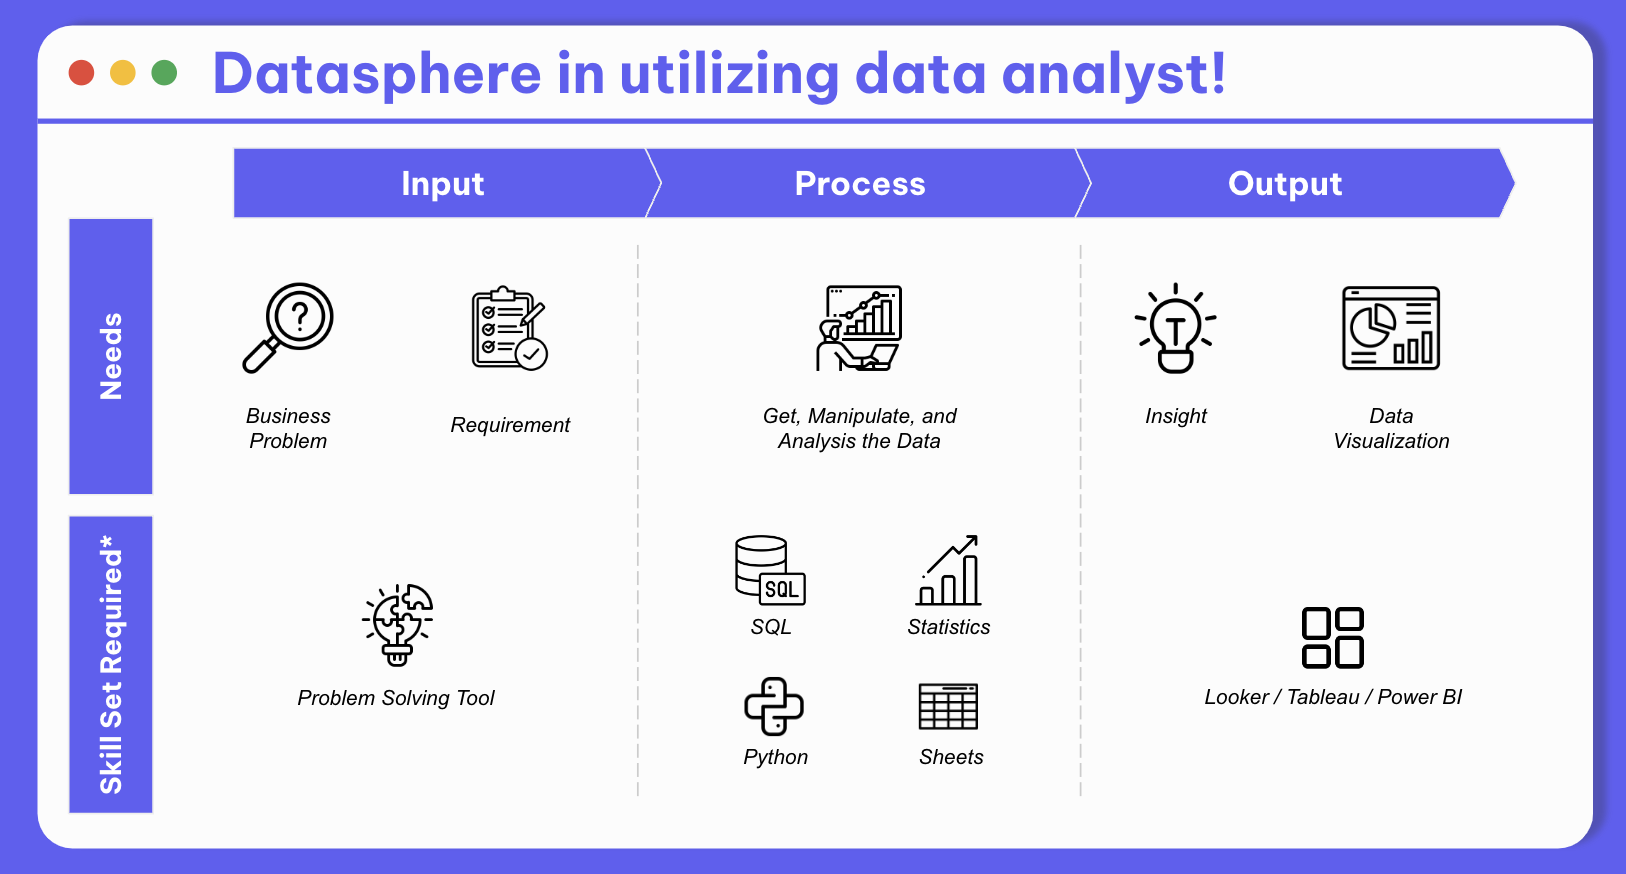 Datasphere in utilizing data analyst!
Input
Process
Output
Needs
?
Business
Problem
Requirement
Get, Manipulate, and
Analysis the Data
Insight
Data
Visualization
Skill Set Required*
Problem Solving Tool
SQL
SQL
Statistics
Python
Sheets
Looker / Tableau / Power BI